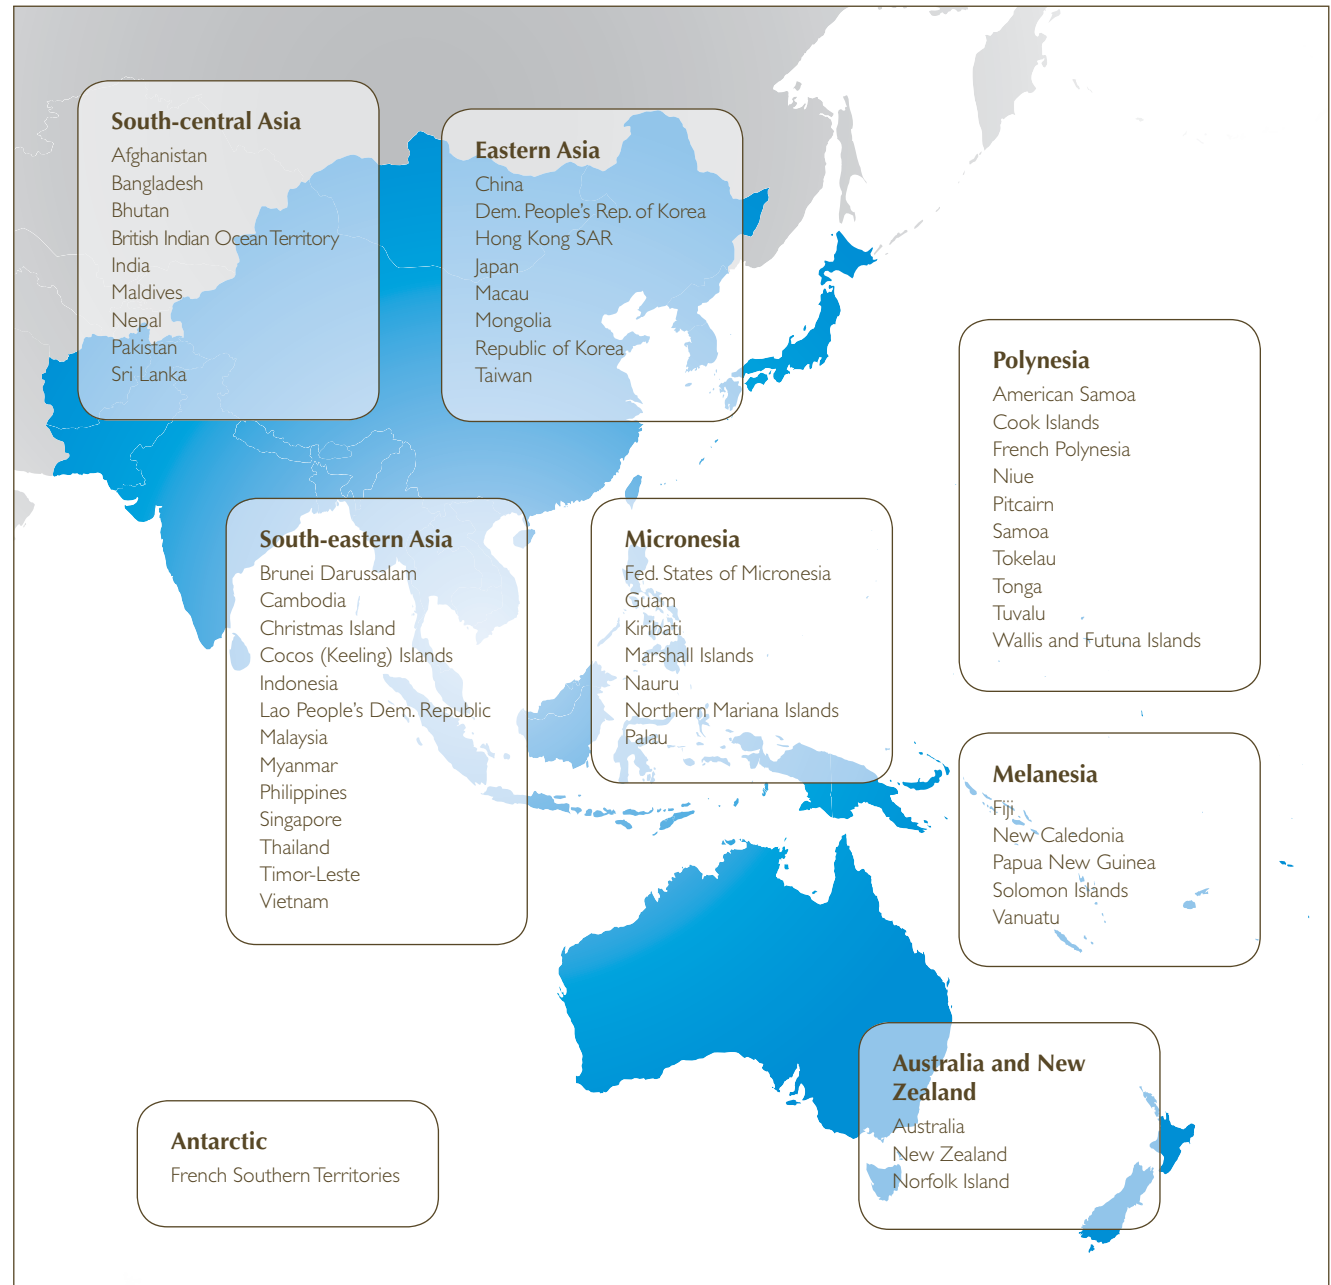 South-central Asia
Afghanistan
Bangladesh
Bhutan
British Indian Ocean Territory
India
Maldives
Nepal
Pakistan
Sri Lanka
Eastern Asia
China
Dem. People's Rep. of Korea
Hong Kong SAR
Japan
Macau
Mongolia
Republic of Korea
Taiwan
Polynesia
American Samoa
Cook Islands
French Polynesia
Niue
Pitcairn
Samoa
Tokelau
Tonga
Tuvalu
Wallis and Futuna Islands
South-eastern Asia
Brunei Darussalam
Cambodia
Christmas Island
Cocos (Keeling) Islands
Indonesia
Lao People's Dem. Republic
Malaysia
Myanmar
Philippines
Singapore
Thailand
Timor-Leste
Vietnam
Micronesia
Fed. States of Micronesia
Guam
Kiribati
Marshall Islands
Nauru
Northern Mariana Islands
Palau
Melanesia
Fiji
New Caledonia
Papua New Guinea
Solomon Islands
Vanuatu
Australia and New
Zealand
Australia
New Zealand
Norfolk Island
Antarctic
French Southern Territories